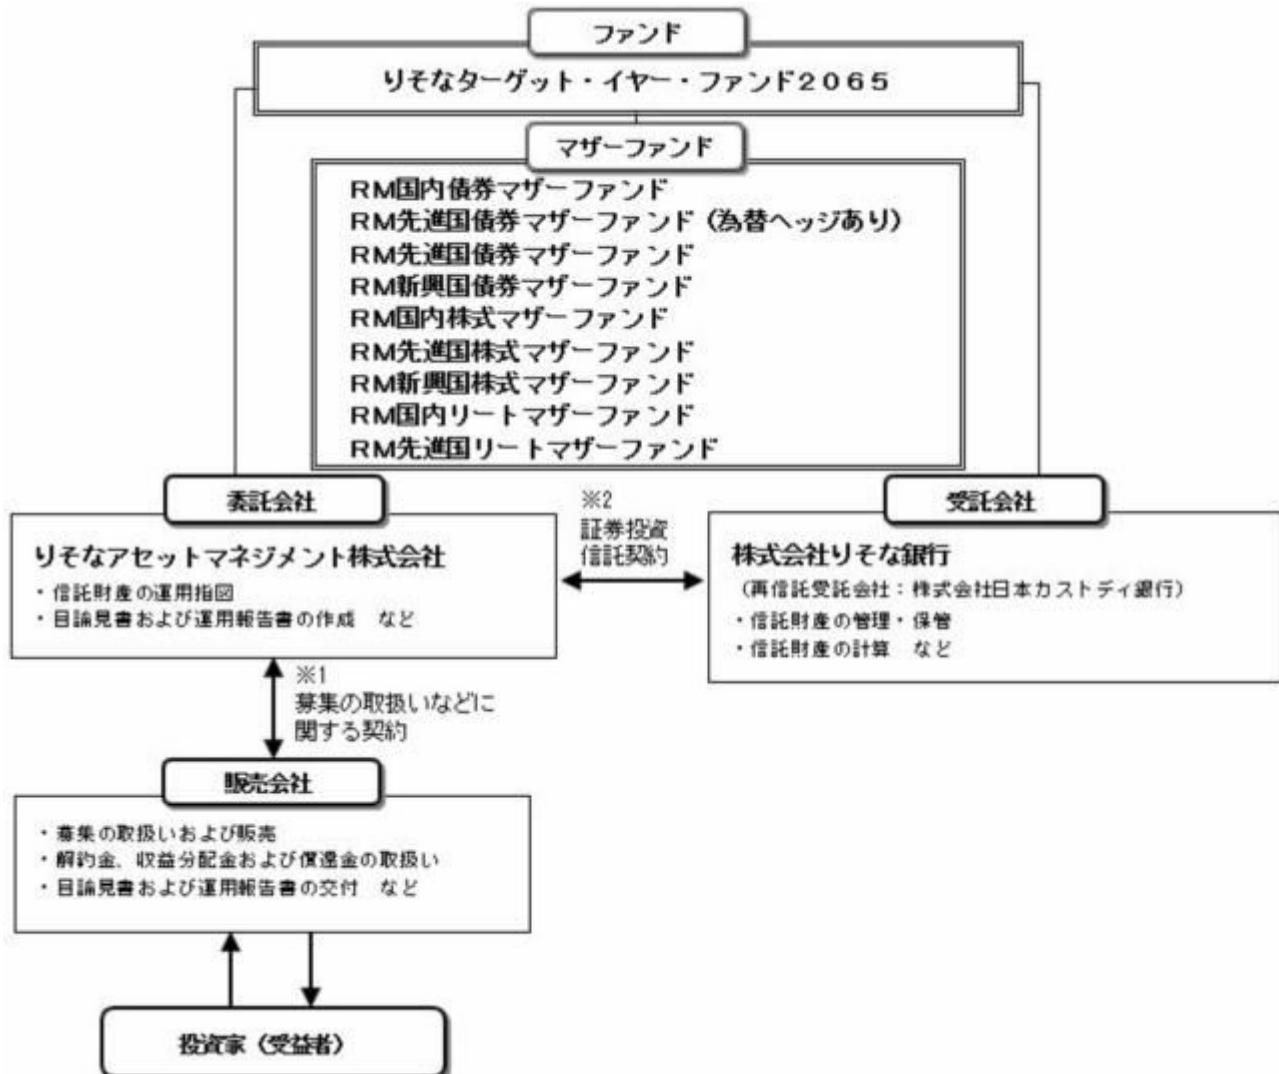 ファンド
りそなターゲット・イヤー・ファンド2065
マザーファンド
RM国内債券マザーファンド
RM先進国債券マザーファンド（為替ヘッジあり）
RM先進国債券マザーファンド
RM新興国債券マザーファンド
RM国内株式マザーファンド
RM先進国株式マザーファンド
RM新興国株式マザーファンド
RM国内リートマザーファンド
RM先進国リートマザーファンド
委託会社
りそなアセットマネジメント株式会社
・信託財産の運用指図
・目論見書および運用報告書の作成　など
※2
証券投資
信託契約
受託会社
株式会社りそな銀行
（再信託受託会社：株式会社日本カストディ銀行）
・信託財産の管理・保管
・信託財産の計算　など
※1
募集の取扱いなどに
関する契約
販売会社
・募集の取扱いおよび販売
・解約金、収益分配金および償還金の取扱い
・目論見書および運用報告書の交付　など
投資家（受益者）